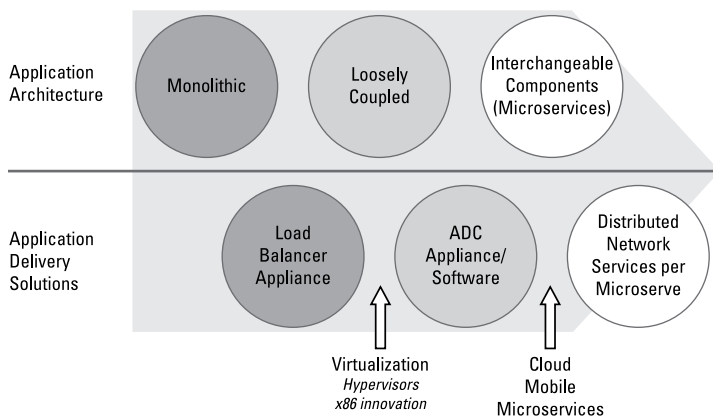 Application
Architecture
Monolithic
Loosely
Coupled
Interchangeable
Components
(Microservices)
Application
Delivery
Solutions
Load
Balancer
Appliance
ADC
Appliance/
Software
Distributed
Network
Services per
Microserve
Virtualization
Hypervisors
x86 innovation
Cloud
Mobile
Microservices